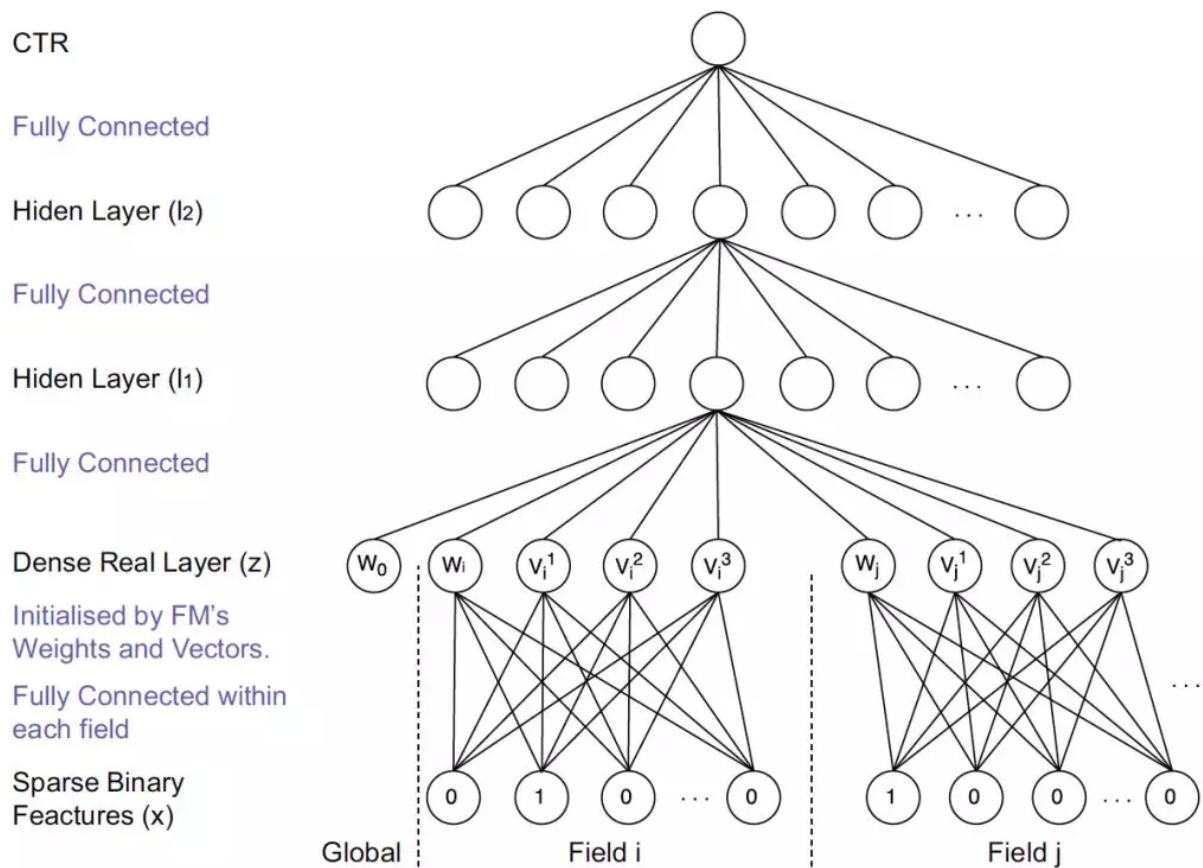 CTR
Fully Connected
Hiden Layer (l2)
...
Fully Connected
Hiden Layer (l1)
...
Fully Connected
Dense Real Layer (z)
W0 Wi Vi1 Vi2 Vi3 Wj Vj1 Vj2 Vj3
Initialised by FM's
Weights and Vectors.
Fully Connected within
each field
...
Sparse Binary
Feactures (x)
0 1 0 ... 0 1 0 0 ... 0
Global Field i Field j